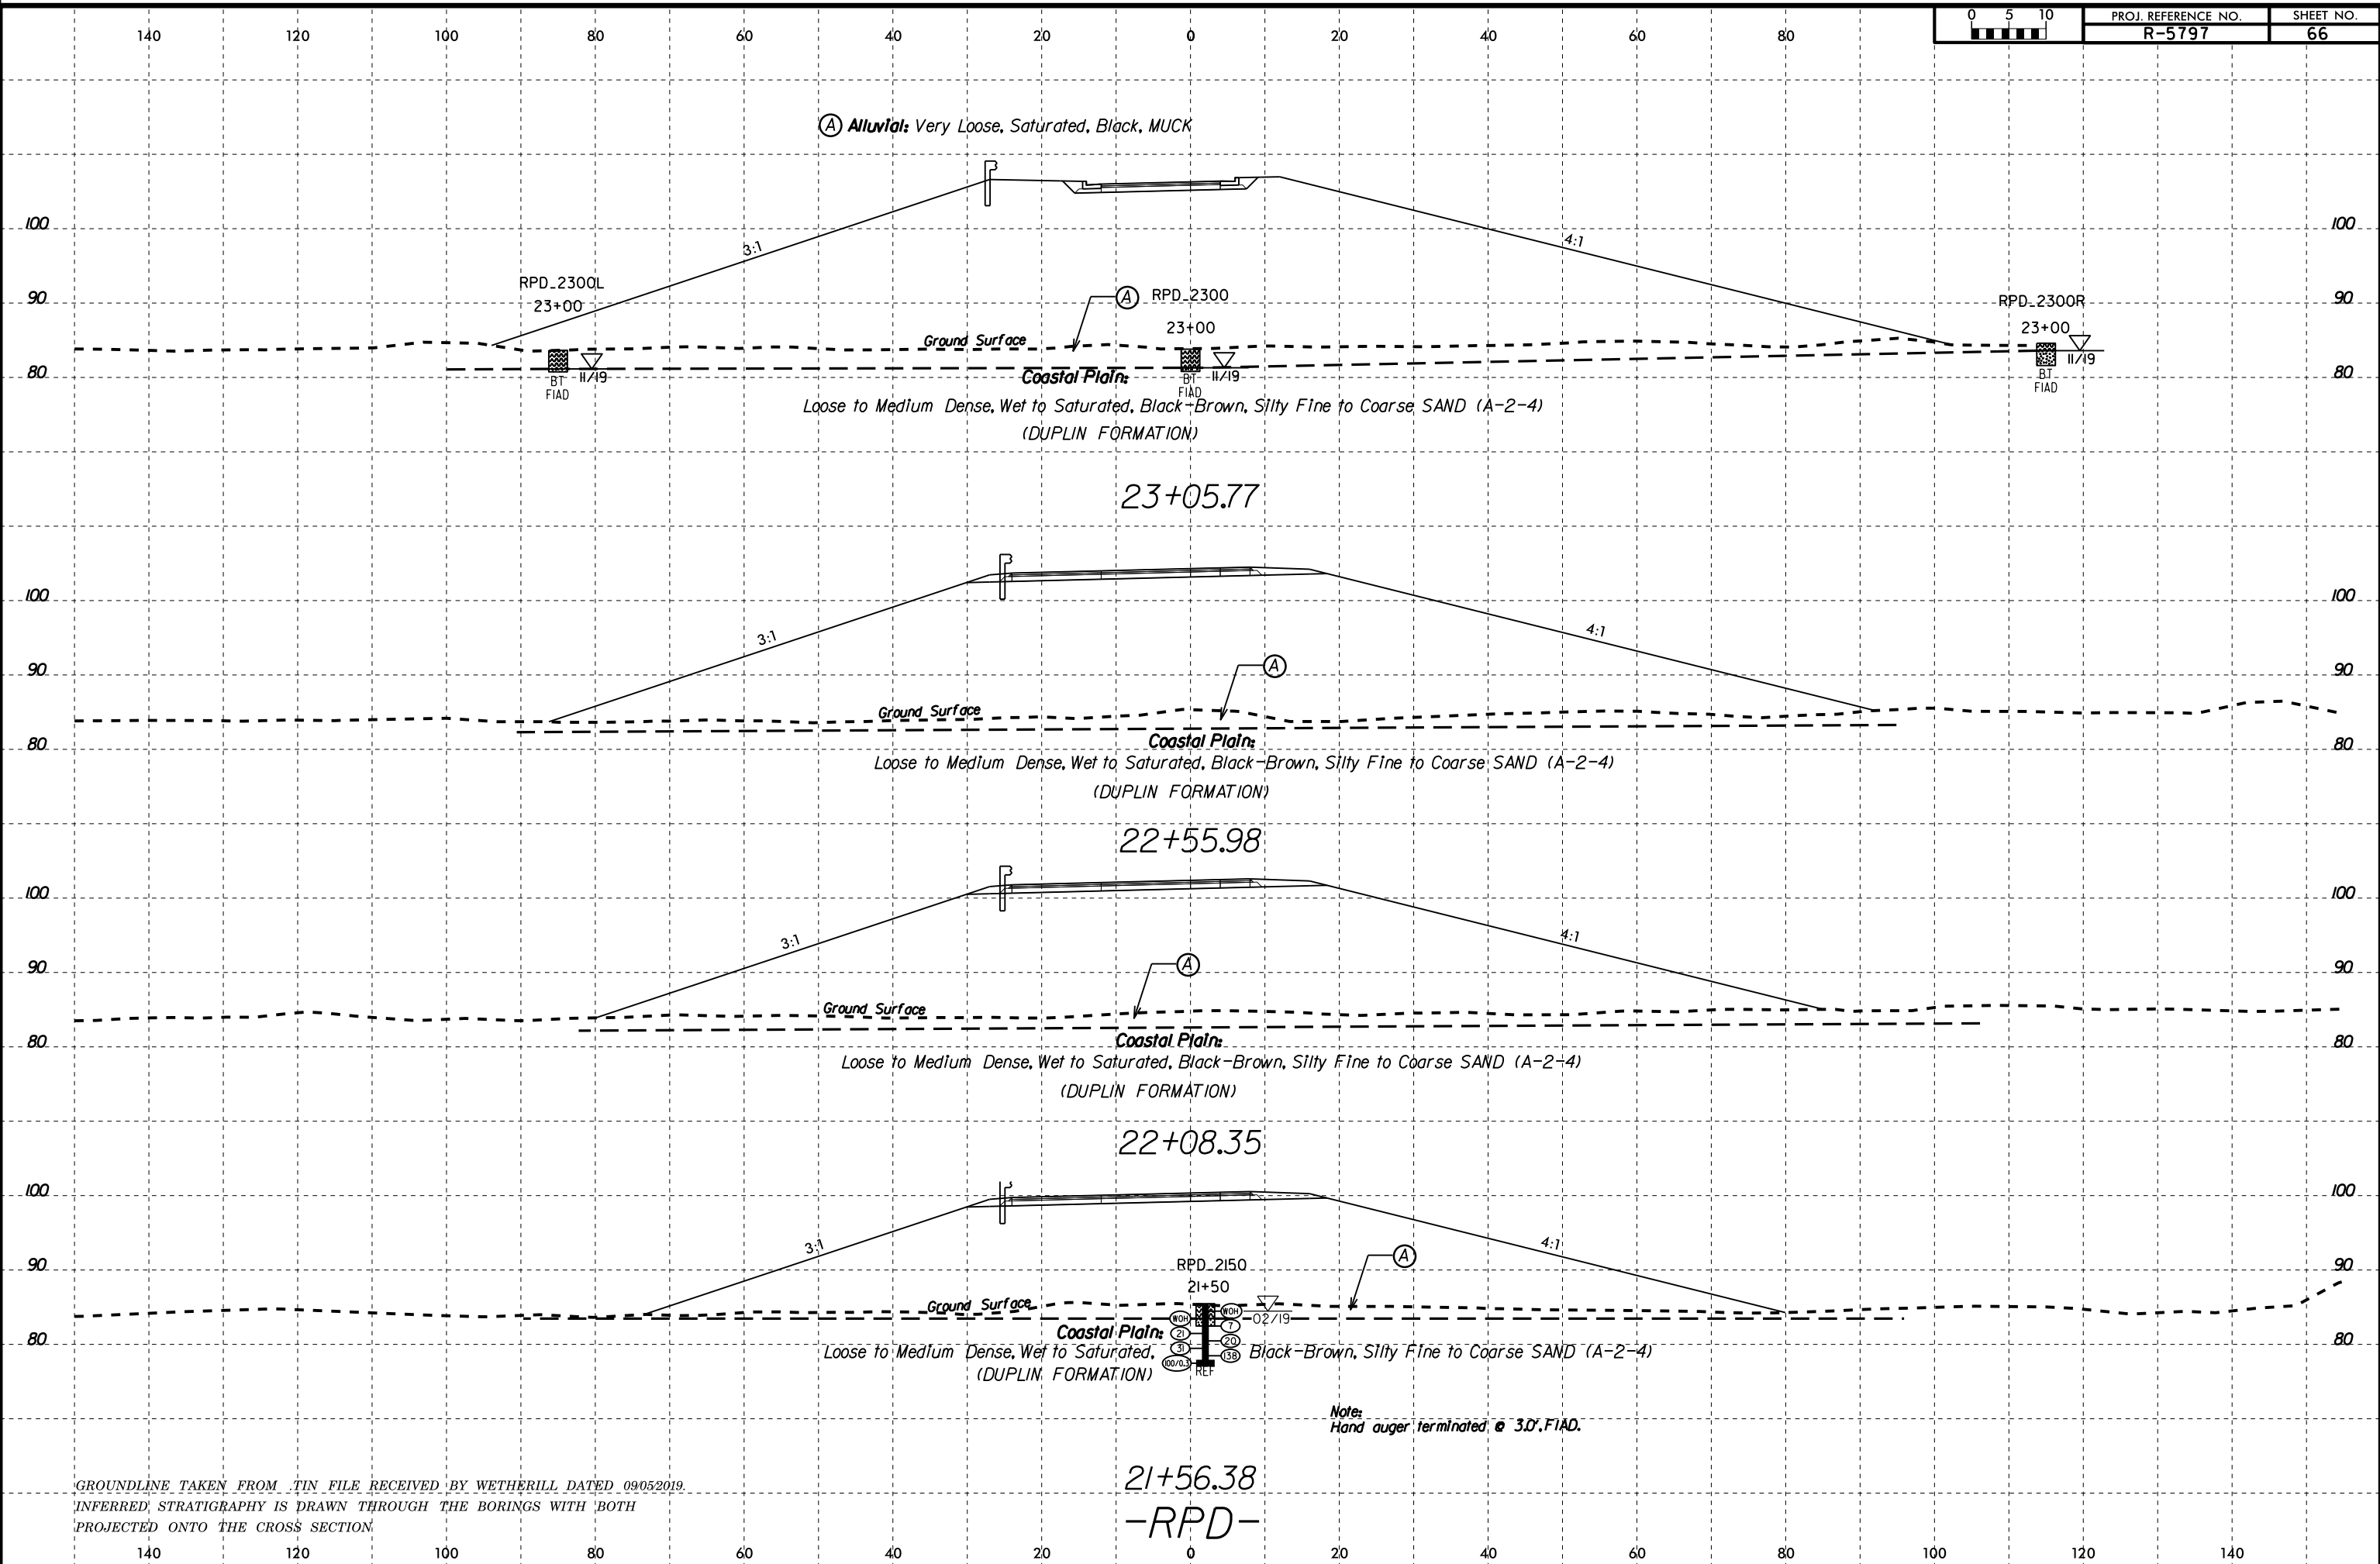 0 5 10 PROJ. REFERENCE NO. SHEET NO.
R-5797 66
140 120 100 80 60 40 20 0 20 40 60 80
A Alluvial: Very Loose, Saturated, Black, MUCK
100 100
3:1 4:1
RPD_2300L
23+00
90 A RPD_2300 RPD_2300R 90
23+00 23+00
Ground Surface
11/19 11/19 11/19
80 Coastal Plain: 80
BT BT BT
FIAD FIAD FIAD
Loose to Medium Dense, Wet to Saturated, Black-Brown, Silty Fine to Coarse SAND (A-2-4)
(DUPLIN FORMATION)
23+05.77
100 100
3:1 4:1
90 A 90
Ground Surface
80 Coastal Plain: 80
Loose to Medium Dense, Wet to Saturated, Black-Brown, Silty Fine to Coarse SAND (A-2-4)
(DUPLIN FORMATION)
22+55.98
100 100
3:1 4:1
90 A 90
Ground Surface
80 Coastal Plain: 80
Loose to Medium Dense, Wet to Saturated, Black-Brown, Silty Fine to Coarse SAND (A-2-4)
(DUPLIN FORMATION)
22+08.35
100 100
3:1 4:1
90 RPD_2150 A 90
21+50
Ground Surface WOH
WOH 7 02/19
80 Coastal Plain: 21 20 80
Loose to Medium Dense, Wet to Saturated, 31 138 Black-Brown, Silty Fine to Coarse SAND (A-2-4)
(DUPLIN FORMATION) 100/0.3 REF
Note:
Hand auger terminated @ 3.0', FIAD.
21+56.38
-RPD-
GROUNDLINE TAKEN FROM .TIN FILE RECEIVED BY WETHERILL DATED 09/05/2019.
INFERRED STRATIGRAPHY IS DRAWN THROUGH THE BORINGS WITH BOTH
PROJECTED ONTO THE CROSS SECTION
140 120 100 80 60 40 20 0 20 40 60 80 100 120 140